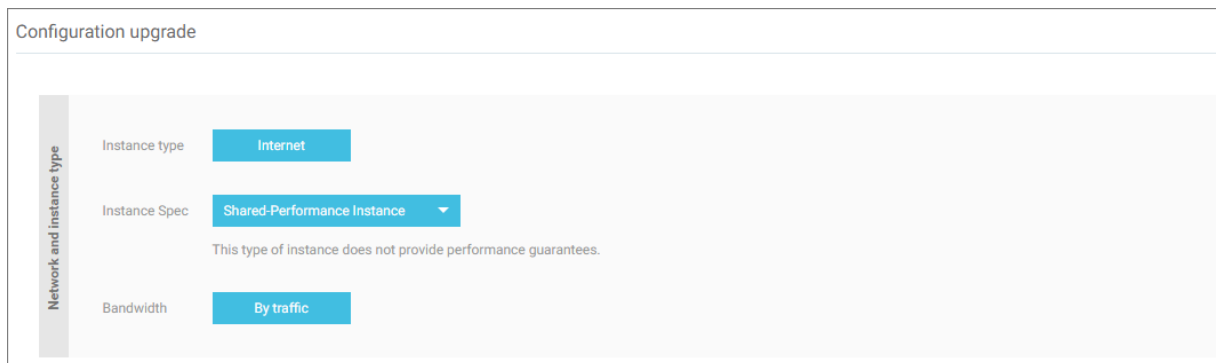 Configuration upgrade
Network and instance type
Instance type
Internet
Instance Spec
Shared-Performance Instance
This type of instance does not provide performance guarantees.
Bandwidth
By traffic